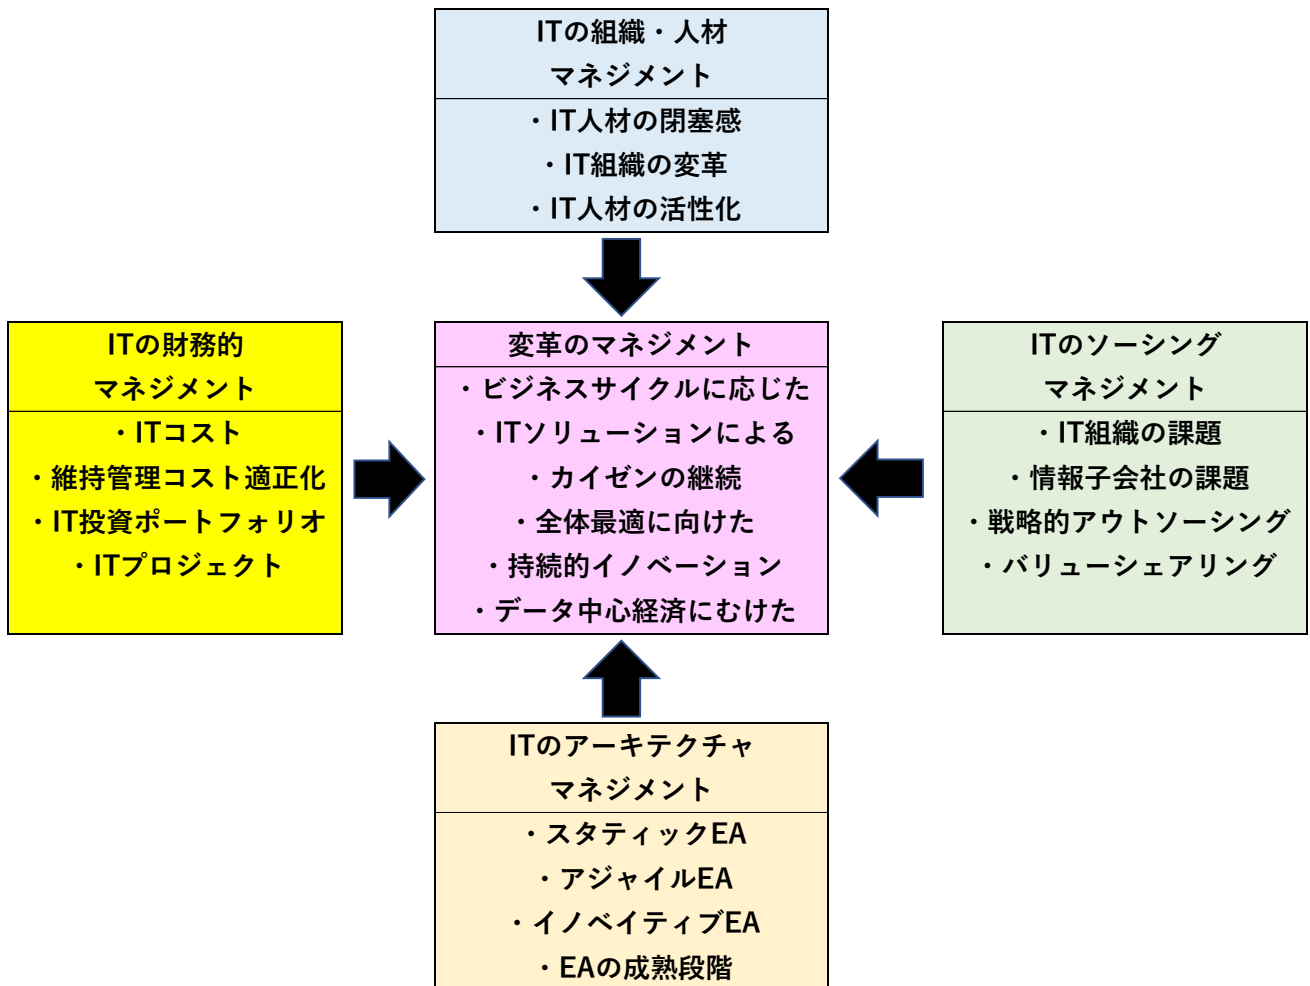 ITの組織・人材
マネジメント
・IT人材の閉塞感
・IT組織の変革
・IT人材の活性化
ITの財務的
マネジメント
・ITコスト
・維持管理コスト適正化
・IT投資ポートフォリオ
・ITプロジェクト
変革のマネジメント
・ビジネスサイクルに応じた
・ITソリューションによる
・カイゼンの継続
・全体最適に向けた
・持続的イノベーション
・データ中心経済にむけた
ITのソーシング
マネジメント
・IT組織の課題
・情報子会社の課題
・戦略的アウトソーシング
・バリューシェアリング
ITのアーキテクチャ
マネジメント
・スタティックEA
・アジャイルEA
・イノベイティブEA
・EAの成熟段階